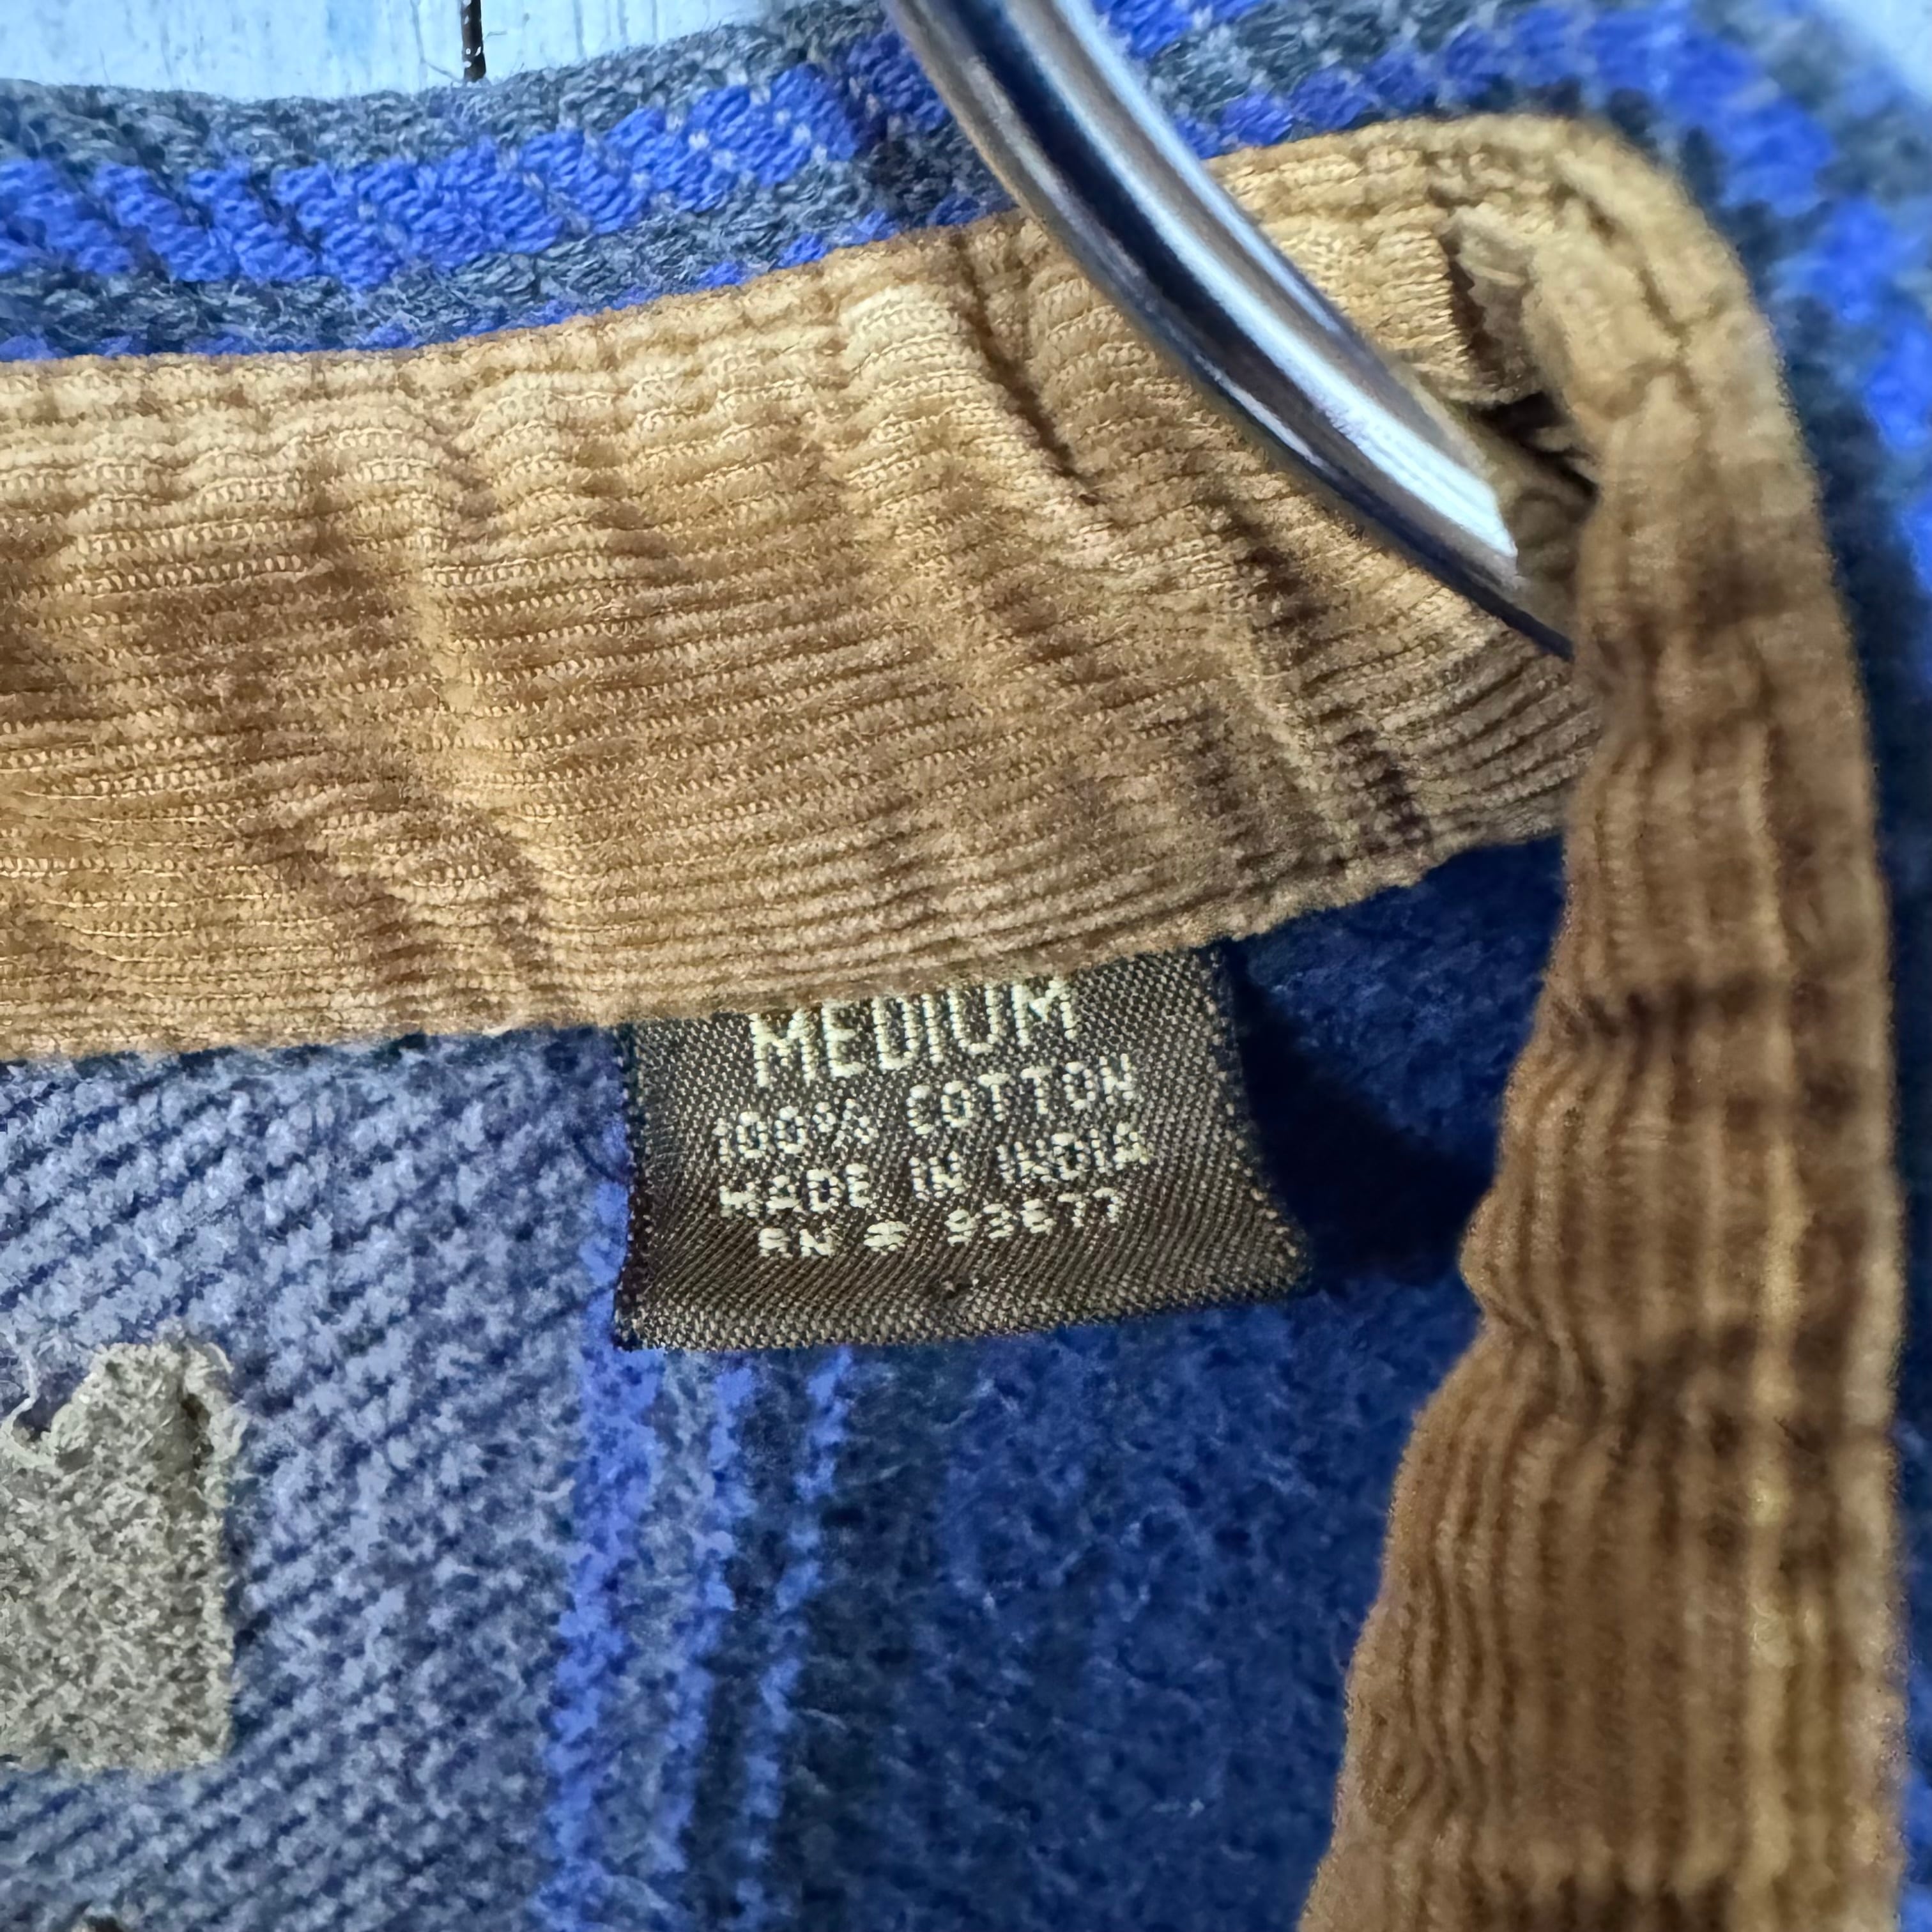 MEDIUM
100% COTTON
MADE IN INDIA
RN